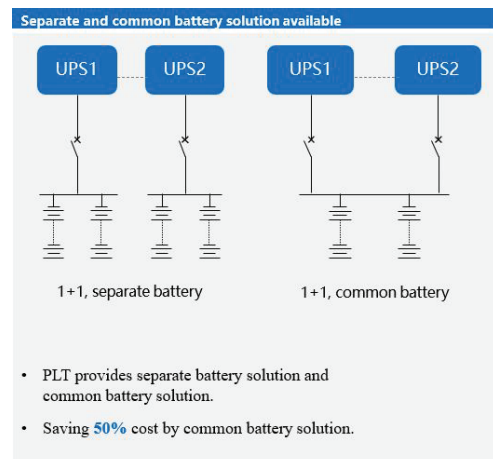 Separate and common battery solution available
UPS1 UPS2 UPS1 UPS2
1+1, separate battery 1+1, common battery
• PLT provides separate battery solution and
common battery solution.
• Saving 50% cost by common battery solution.